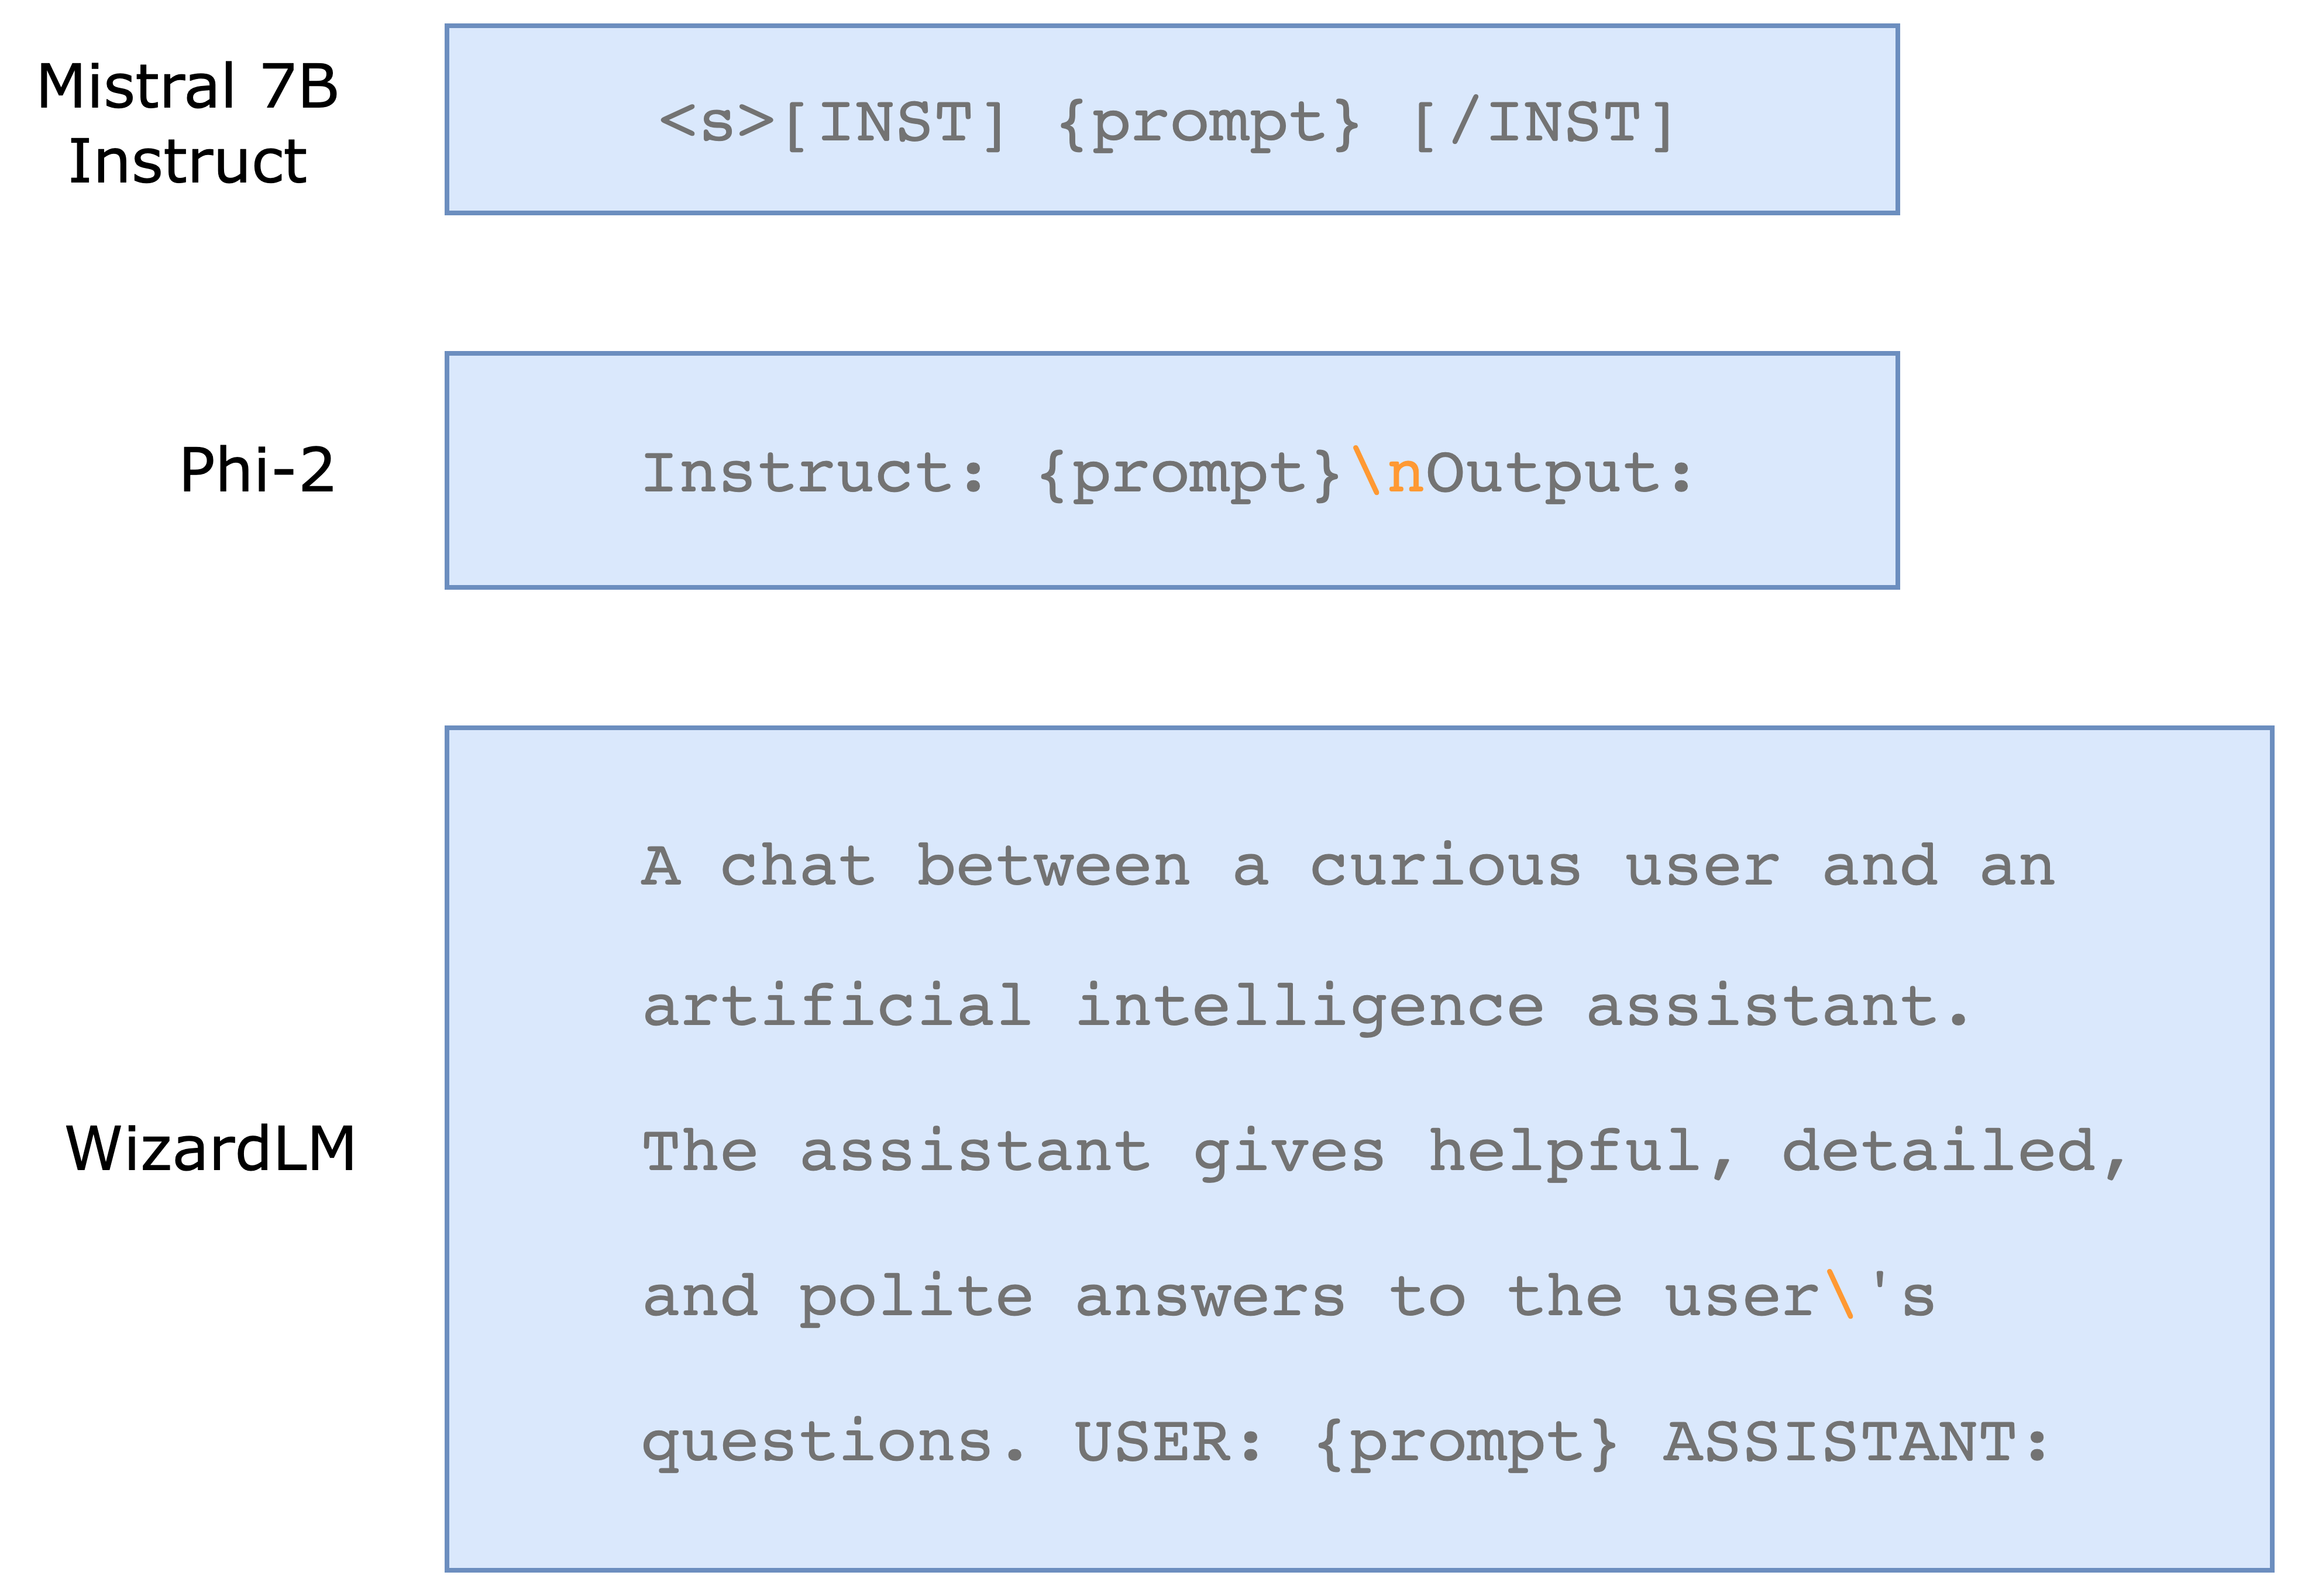 Mistral 7B
Instruct
<s>[INST] {prompt} [/INST]
Phi-2
Instruct: {prompt}\nOutput:
WizardLM
A chat between a curious user and an
artificial intelligence assistant.
The assistant gives helpful, detailed,
and polite answers to the user\'s
questions. USER: {prompt} ASSISTANT: